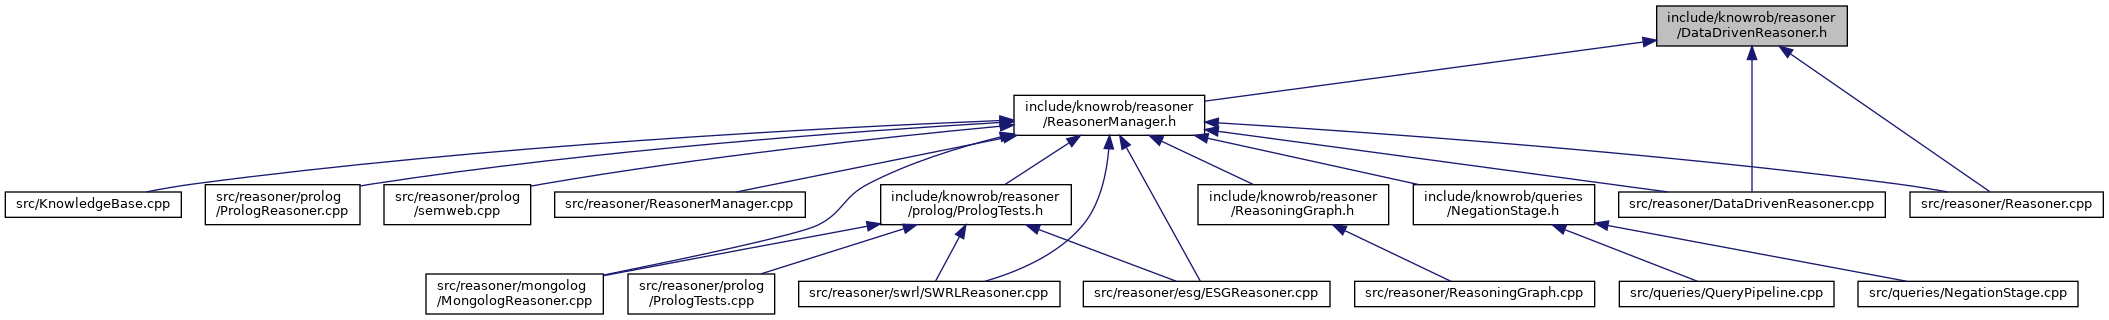 include/knowrob/reasoner
/DataDrivenReasoner.h
include/knowrob/reasoner
/ReasonerManager.h
src/KnowledgeBase.cpp
src/reasoner/prolog
/PrologReasoner.cpp
src/reasoner/prolog
/semweb.cpp
src/reasoner/ReasonerManager.cpp
include/knowrob/reasoner
/prolog/PrologTests.h
include/knowrob/reasoner
/ReasoningGraph.h
include/knowrob/queries
/NegationStage.h
src/reasoner/DataDrivenReasoner.cpp
src/reasoner/Reasoner.cpp
src/reasoner/mongolog
/MongologReasoner.cpp
src/reasoner/prolog
/PrologTests.cpp
src/reasoner/swrl/SWRLReasoner.cpp
src/reasoner/esg/ESGReasoner.cpp
src/reasoner/ReasoningGraph.cpp
src/queries/QueryPipeline.cpp
src/queries/NegationStage.cpp